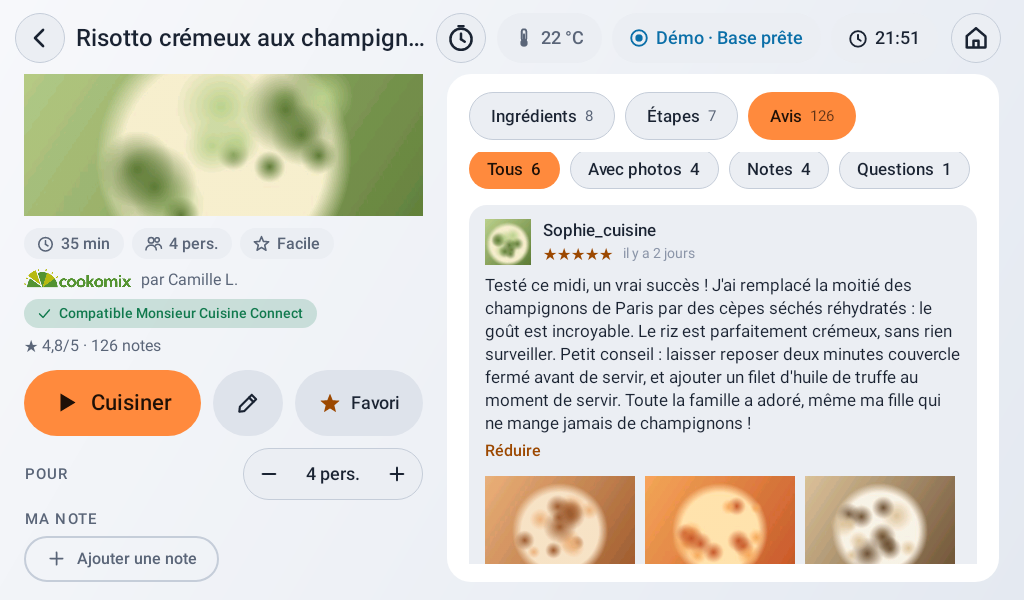 Risotto crémeux aux champign...
22 °C
Démo · Base prête
21:51
35 min
4 pers.
Facile
cookomix par Camille L.
Compatible Monsieur Cuisine Connect
★ 4,8/5 · 126 notes
Cuisiner
Favori
POUR
4 pers.
MA NOTE
Ajouter une note
Ingrédients 8
Étapes 7
Avis 126
Tous 6
Avec photos 4
Notes 4
Questions 1
Sophie_cuisine
★★★★★ il y a 2 jours
Testé ce midi, un vrai succès ! J'ai remplacé la moitié des
champignons de Paris par des cèpes séchés réhydratés : le
goût est incroyable. Le riz est parfaitement crémeux, sans rien
surveiller. Petit conseil : laisser reposer deux minutes couvercle
fermé avant de servir, et ajouter un filet d'huile de truffe au
moment de servir. Toute la famille a adoré, même ma fille qui
ne mange jamais de champignons !
Réduire